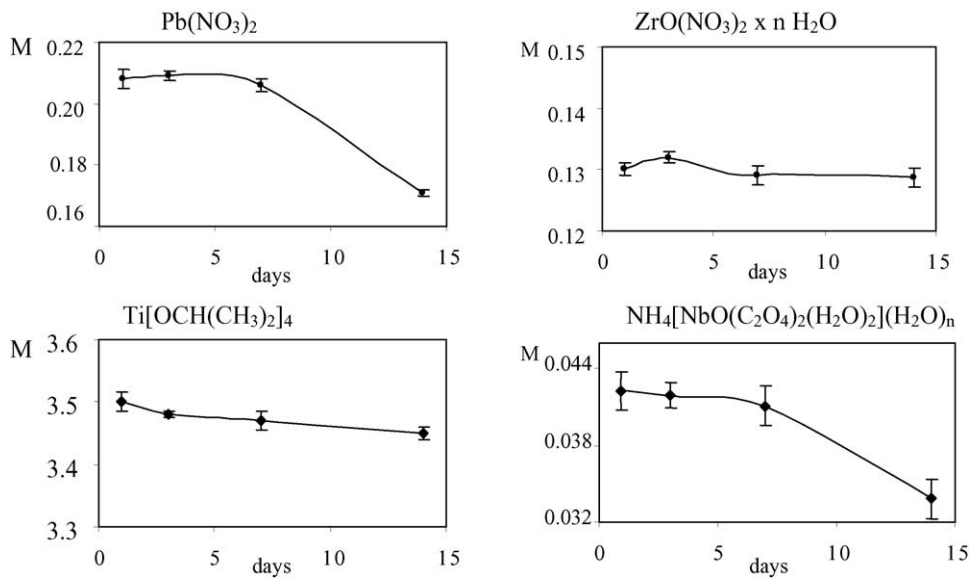 Pb(NO₃)₂
M
0.22
0.20
0.18
0.16
0 5 10 15
days
ZrO(NO₃)₂ x n H₂O
M
0.15
0.14
0.13
0.12
0 5 10 15
days
Ti[OCH(CH₃)₂]₄
M
3.6
3.5
3.4
3.3
0 5 10 15
days
NH₄[NbO(C₂O₄)₂(H₂O)₂](H₂O)ₙ
M
0.044
0.038
0.032
0 5 10 15
days